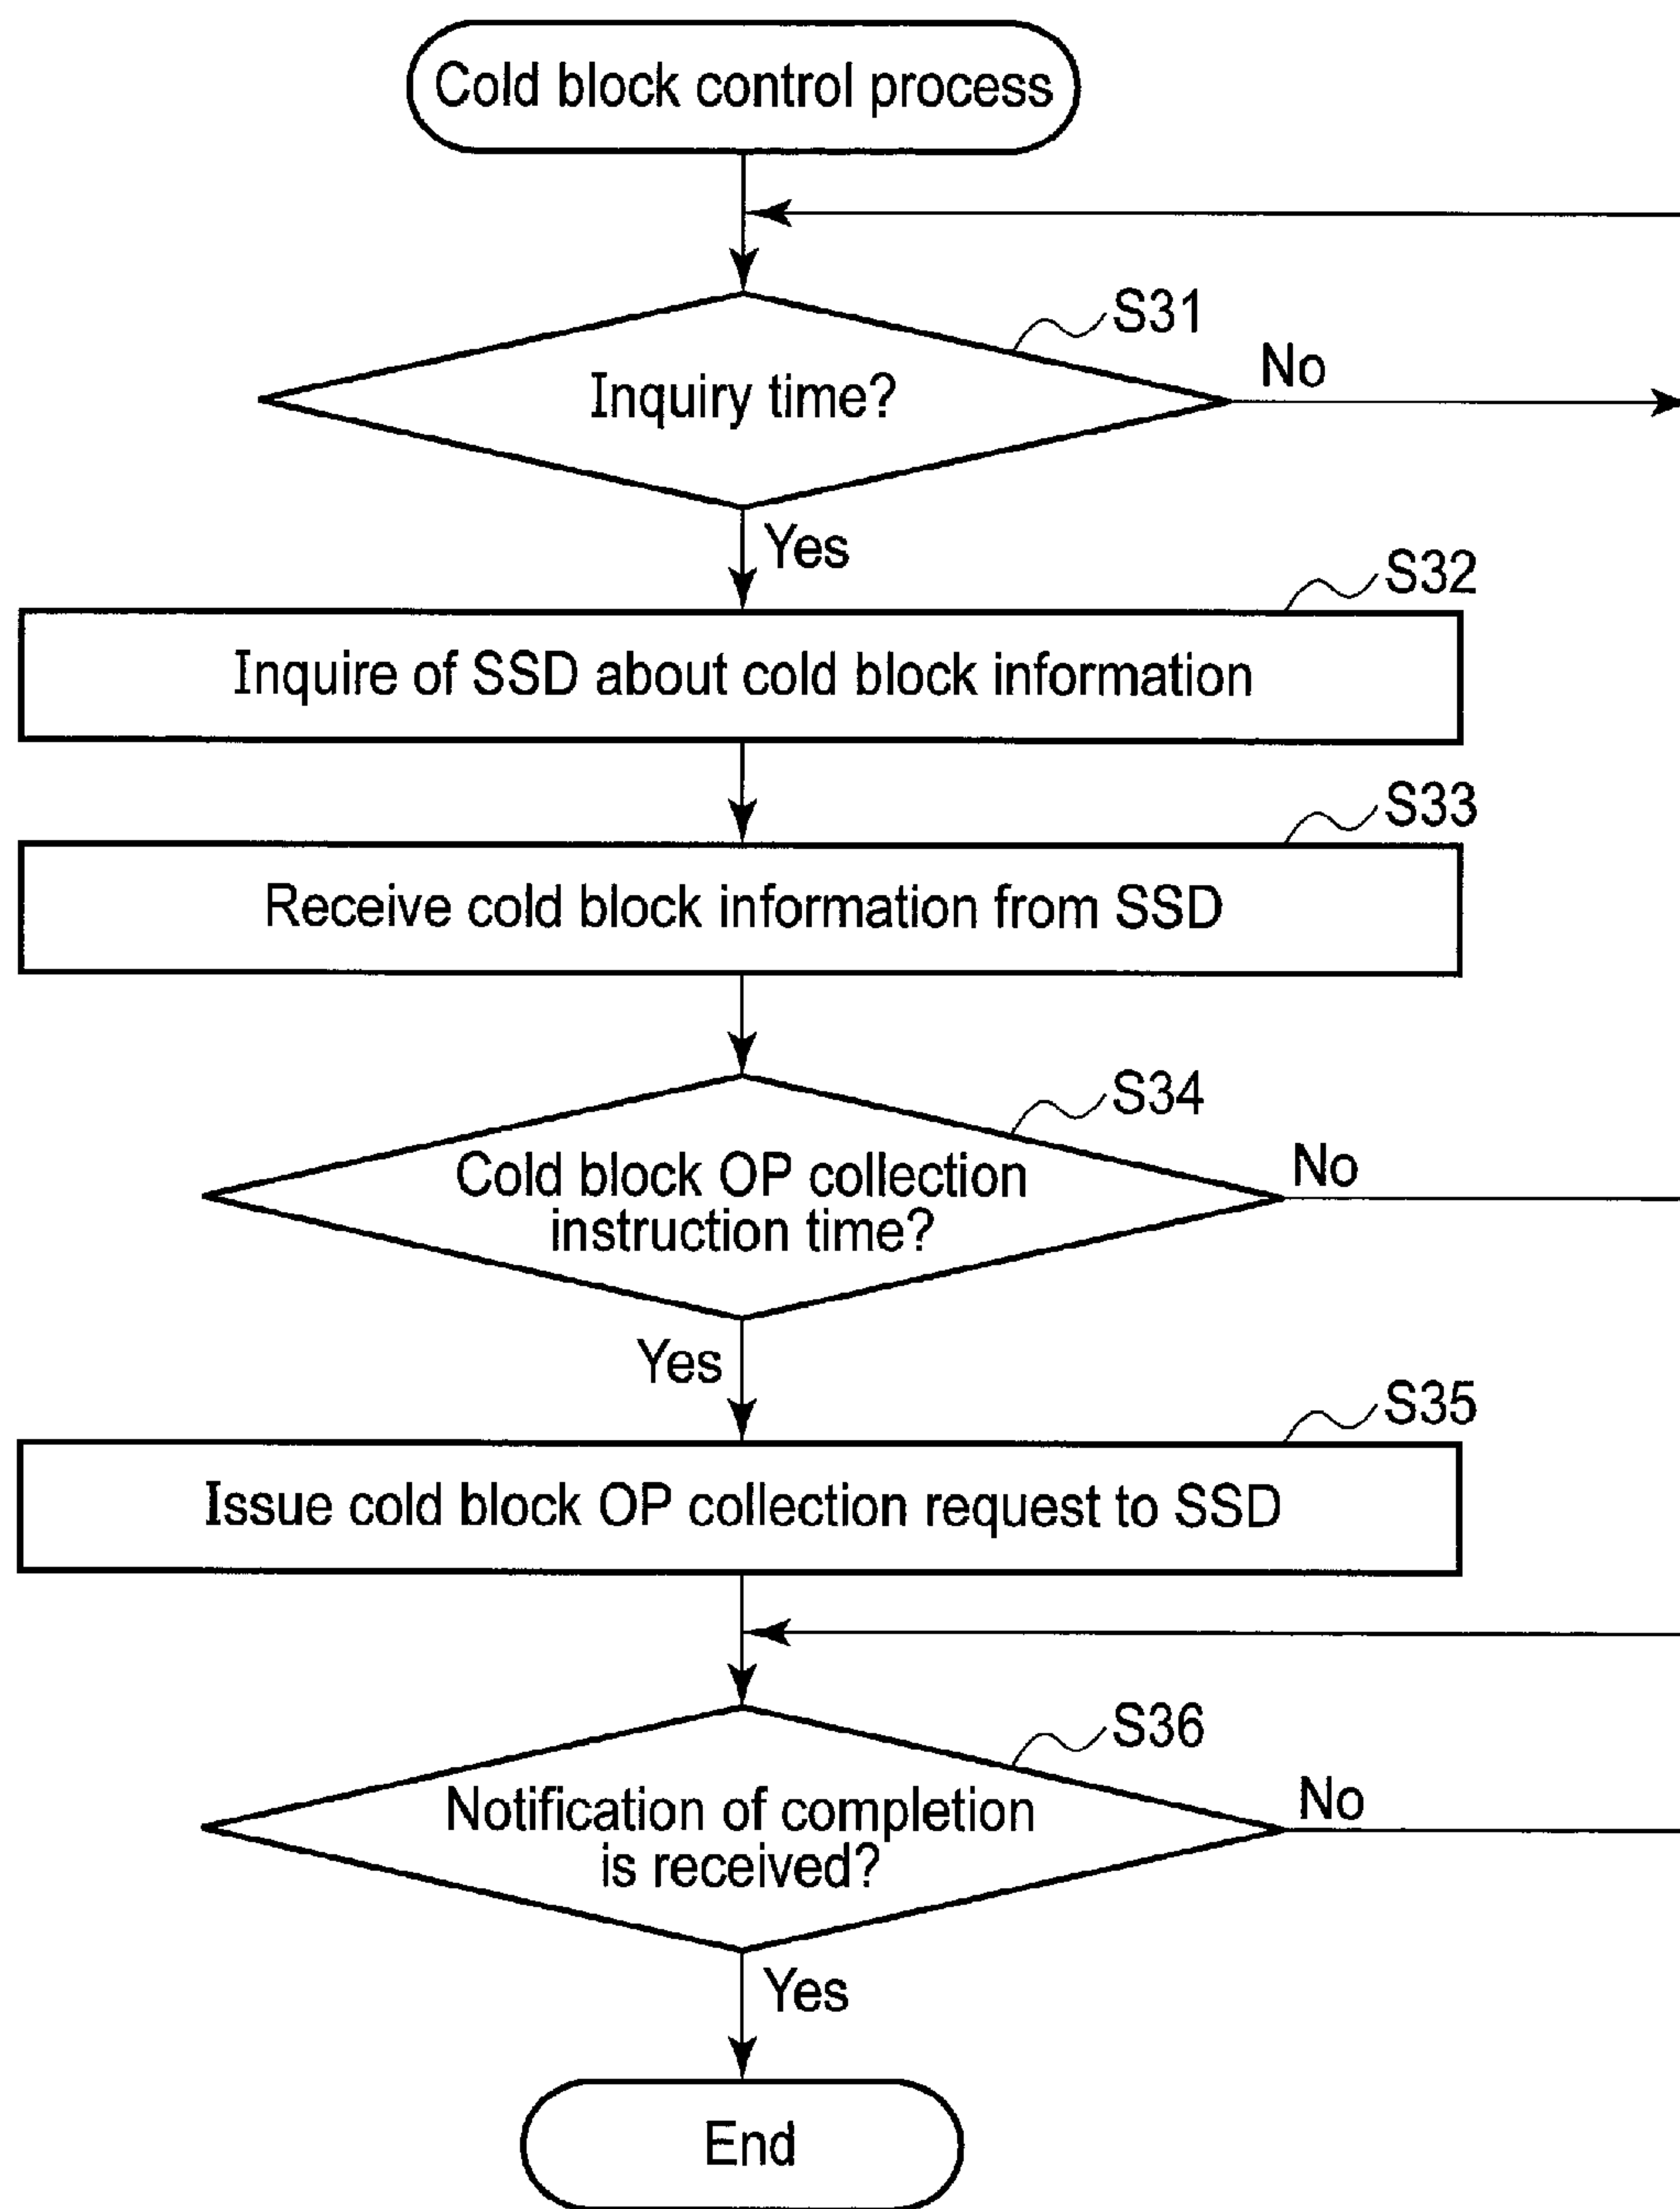 Cold block control process
S31
Inquiry time?
No
Yes
S32
Inquire of SSD about cold block information
S33
Receive cold block information from SSD
S34
Cold block OP collection
instruction time?
No
Yes
S35
Issue cold block OP collection request to SSD
S36
Notification of completion
is received?
No
Yes
End